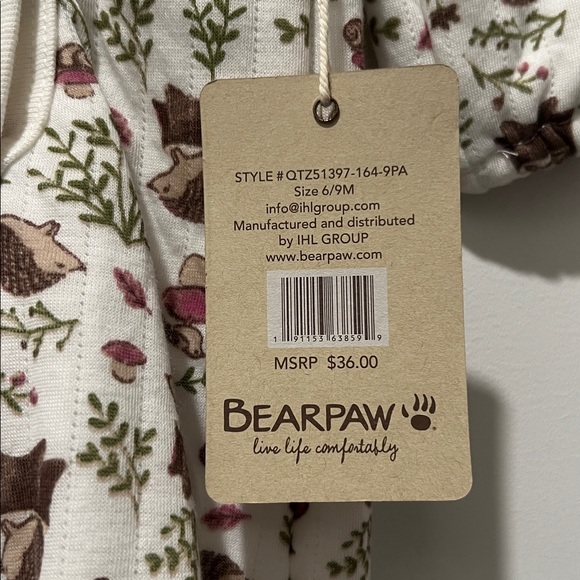 STYLE # QTZ51397-164-9PA
Size 6/9M
info@ihlgroup.com
Manufactured and distributed
by IHL GROUP
www.bearpaw.com
1 91153 63859 9
MSRP $36.00
BEARPAW®
live life comfortably